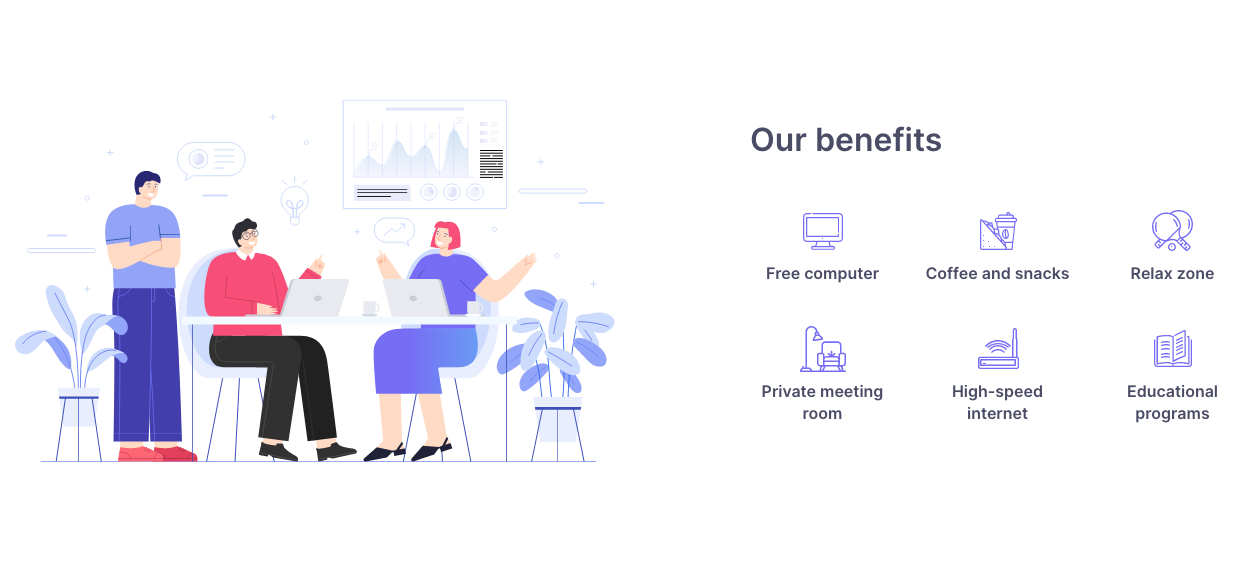 Our benefits
Free computer
Coffee and snacks
Relax zone
Private meeting
room
High-speed
internet
Educational
programs